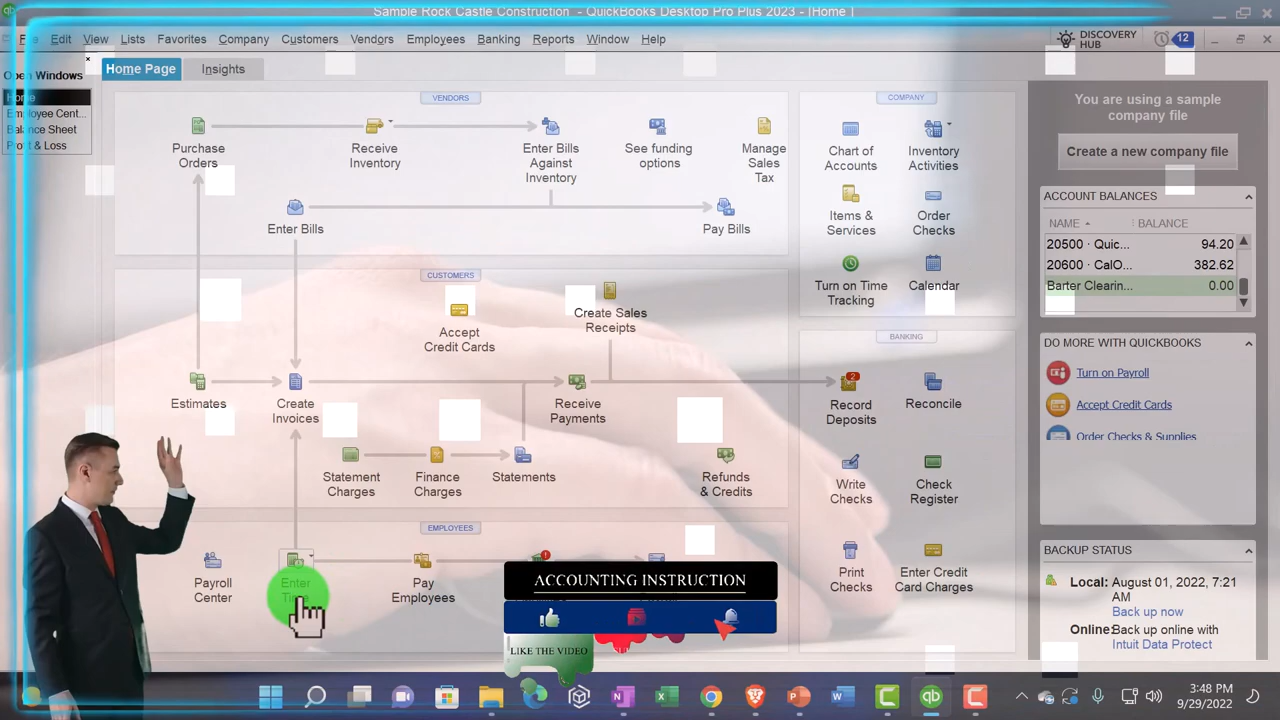 Sample Rock Castle Construction - QuickBooks Desktop Pro Plus 2023 - [Home ]
File Edit View Lists Favorites Company Customers Vendors Employees Banking Reports Window Help
DISCOVERY
HUB
12
Open Windows
Home
Employee Cent...
Balance Sheet
Profit & Loss
Home Page Insights
VENDORS
Purchase
Orders
Receive
Inventory
Enter Bills
Against
Inventory
See funding
options
Manage
Sales
Tax
Enter Bills
Pay Bills
CUSTOMERS
Accept
Credit Cards
Create Sales
Receipts
Estimates
Create
Invoices
Receive
Payments
Statement
Charges
Finance
Charges
Statements
Refunds
& Credits
EMPLOYEES
Payroll
Center
Enter
Time
Pay
Employees
COMPANY
Chart of
Accounts
Inventory
Activities
Items &
Services
Order
Checks
Turn on Time
Tracking
Calendar
BANKING
2
Record
Deposits
Reconcile
Write
Checks
Check
Register
Print
Checks
Enter Credit
Card Charges
You are using a sample
company file
Create a new company file
ACCOUNT BALANCES
NAME BALANCE
20500 · Quic... 94.20
20600 · CalO... 382.62
Barter Clearin... 0.00
DO MORE WITH QUICKBOOKS
Turn on Payroll
Accept Credit Cards
Order Checks & Supplies
BACKUP STATUS
Local: August 01, 2022, 7:21
AM
Back up now
Online: Back up online with
Intuit Data Protect
ACCOUNTING INSTRUCTION
LIKE THE VIDEO
3:48 PM
9/29/2022